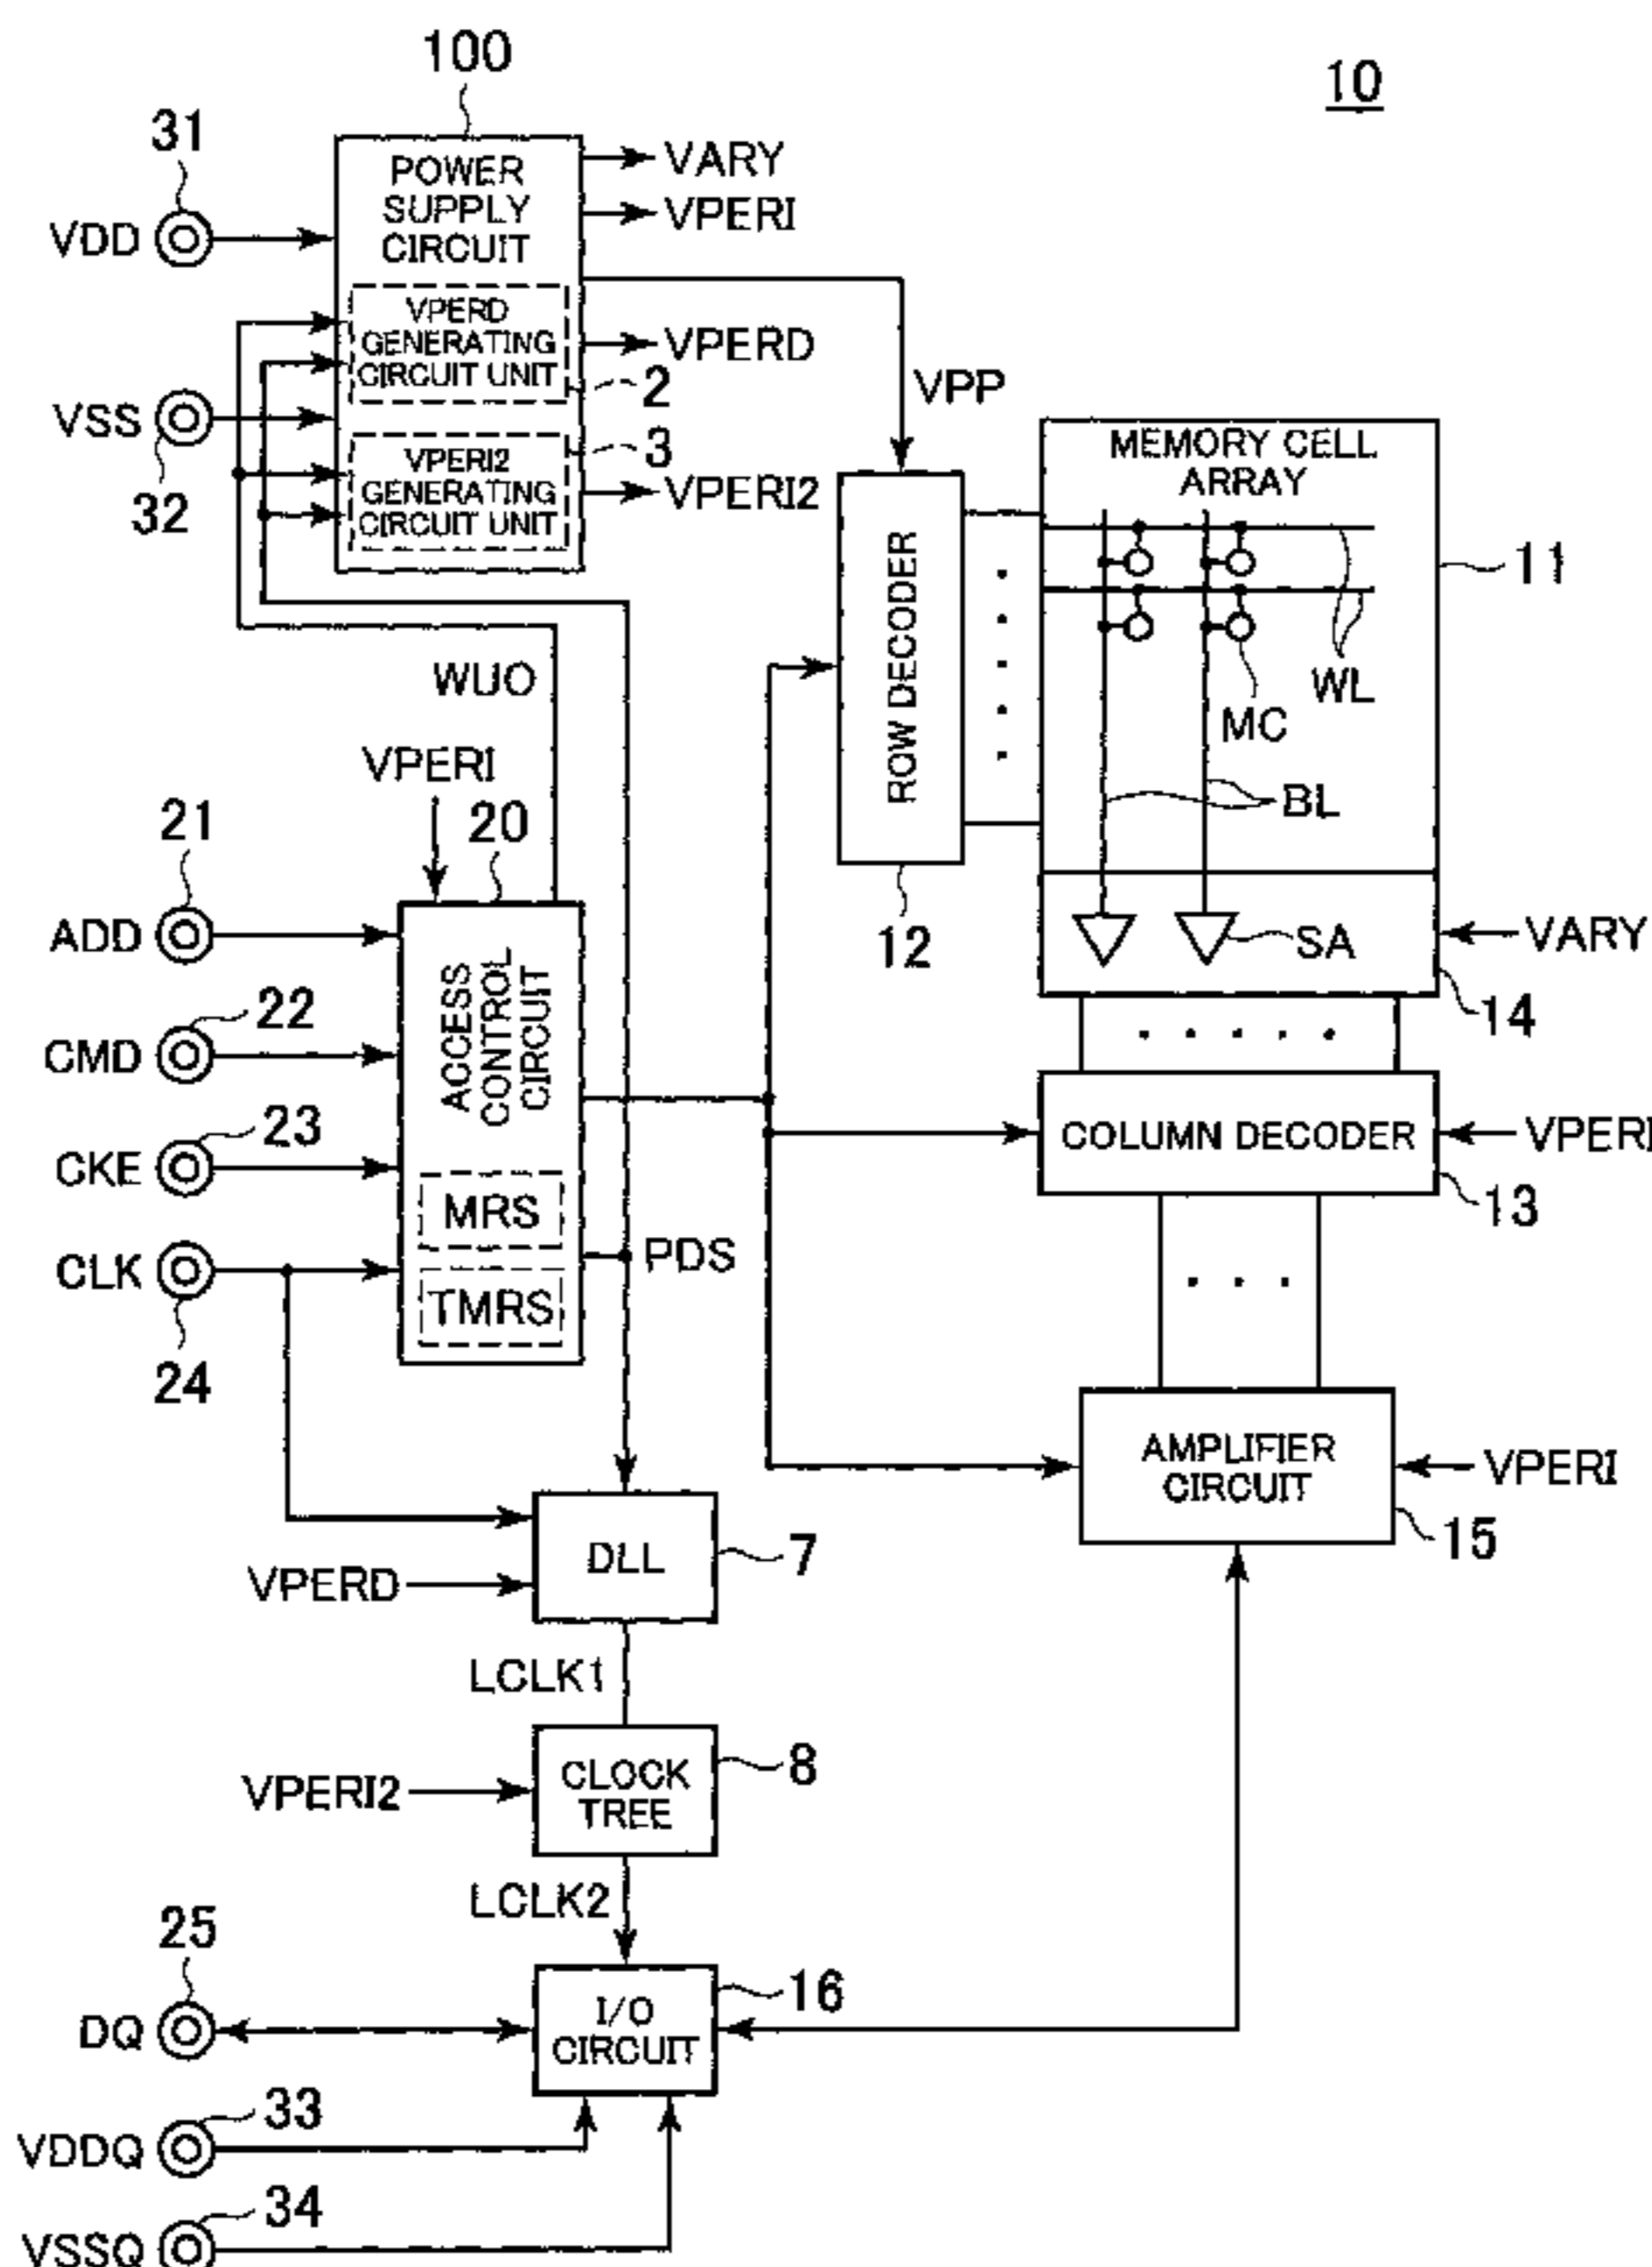 100
10
31
VDD
POWER
SUPPLY
CIRCUIT
VARY
VPERI
VPERD
GENERATING
CIRCUIT UNIT
2
VPERD
VPP
VSS
32
VPERI2
GENERATING
CIRCUIT UNIT
3
VPERI2
MEMORY CELL
ARRAY
11
ROW DECODER
12
WL
MC
BL
WUO
VPERI
20
21
ADD
22
CMD
23
CKE
CLK
24
ACCESS
CONTROL
CIRCUIT
MRS
TMRS
PDS
SA
VARY
14
COLUMN DECODER
VPERI
13
AMPLIFIER
CIRCUIT
VPERI
15
DLL
7
VPERD
LCLK1
CLOCK
TREE
8
VPERI2
LCLK2
25
DQ
I/O
CIRCUIT
16
33
VDDQ
34
VSSQ